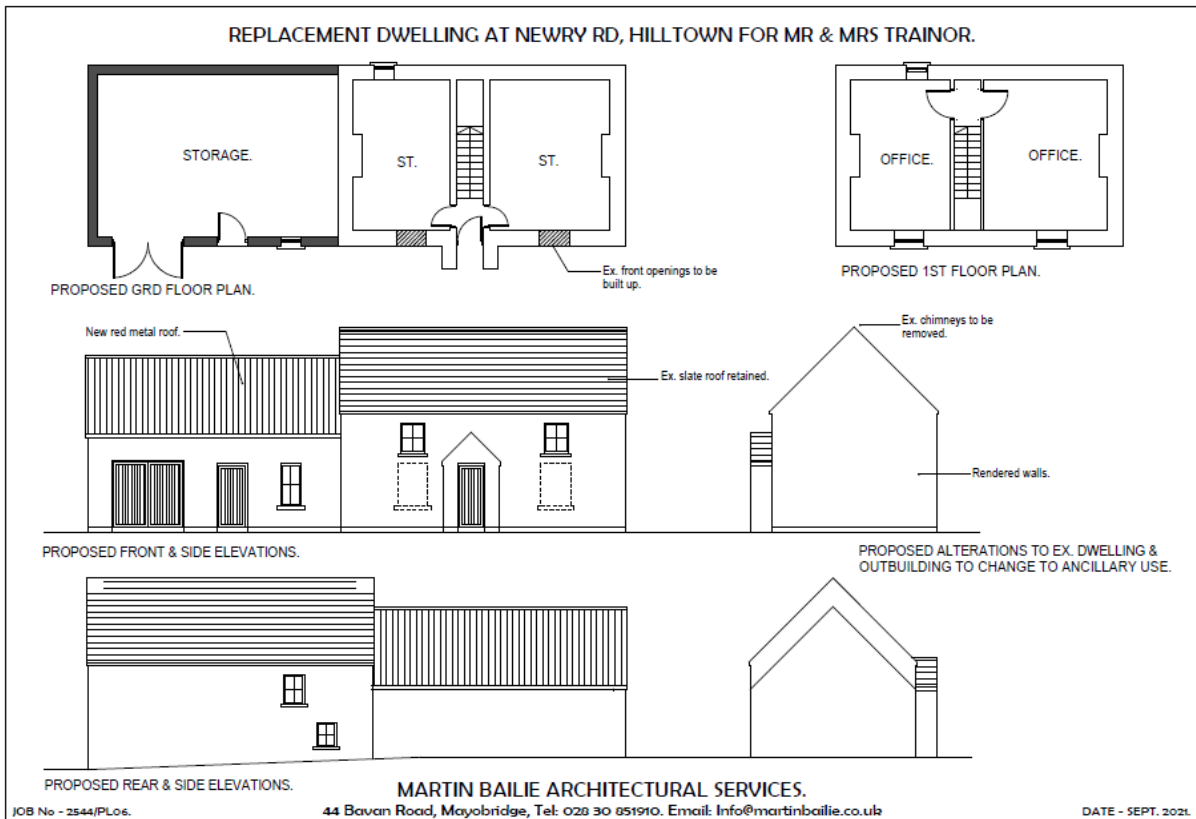 REPLACEMENT DWELLING AT NEWRY RD, HILLTOWN FOR MR & MRS TRAINOR.
STORAGE.
ST.
ST.
OFFICE.
OFFICE.
Ex. front openings to be
built up.
PROPOSED GRD FLOOR PLAN.
PROPOSED 1ST FLOOR PLAN.
New red metal roof.
Ex. chimneys to be
removed.
Ex. slate roof retained.
Rendered walls.
PROPOSED FRONT & SIDE ELEVATIONS.
PROPOSED ALTERATIONS TO EX. DWELLING &
OUTBUILDING TO CHANGE TO ANCILLARY USE.
PROPOSED REAR & SIDE ELEVATIONS.
MARTIN BAILIE ARCHITECTURAL SERVICES.
JOB No - 2544/PL06.
44 Bavan Road, Mayobridge, Tel: 028 30 851910. Email: Info@martinbailie.co.uk
DATE - SEPT. 2021.